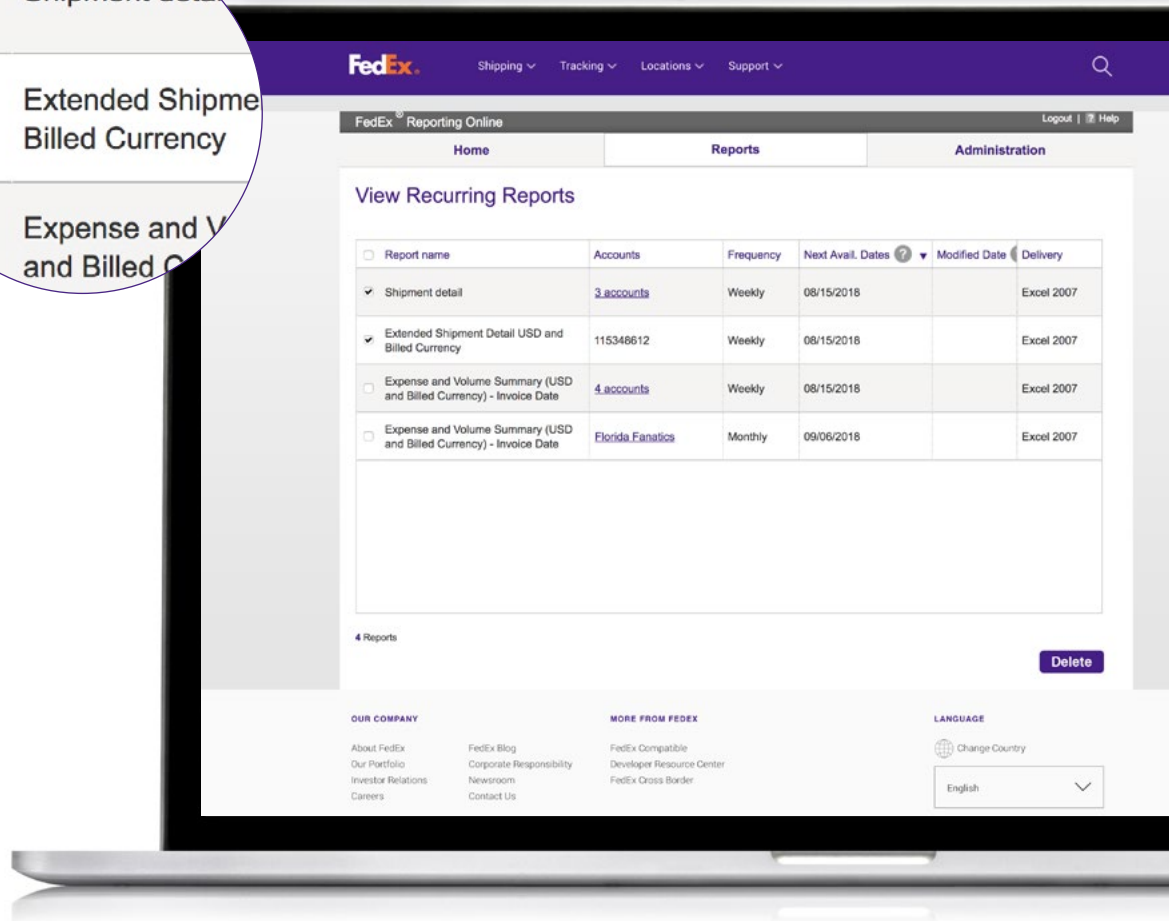 Extended Shipme
Billed Currency
Expense and V
and Billed
FedEx.
Shipping Tracking Locations Support
FedEx® Reporting Online Logout | ? Help
Home Reports Administration
View Recurring Reports
Report name Accounts Frequency Next Avail. Dates ? Modified Date Delivery
Shipment detail 3 accounts Weekly 08/15/2018 Excel 2007
Extended Shipment Detail USD and
Billed Currency 115348612 Weekly 08/15/2018 Excel 2007
Expense and Volume Summary (USD
and Billed Currency) - Invoice Date 4 accounts Weekly 08/15/2018 Excel 2007
Expense and Volume Summary (USD
and Billed Currency) - Invoice Date Florida Fanatics Monthly 09/06/2018 Excel 2007
4 Reports
Delete
OUR COMPANY MORE FROM FEDEX LANGUAGE
About FedEx FedEx Blog FedEx Compatible Change Country
Our Portfolio Corporate Responsibility Developer Resource Center
Investor Relations Newsroom FedEx Cross Border
Careers Contact Us
English